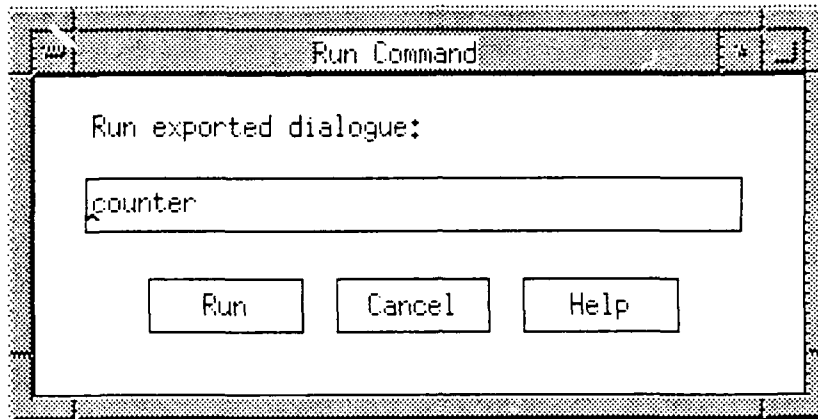 Run Command
Run exported dialogue:
counter
Run Cancel Help